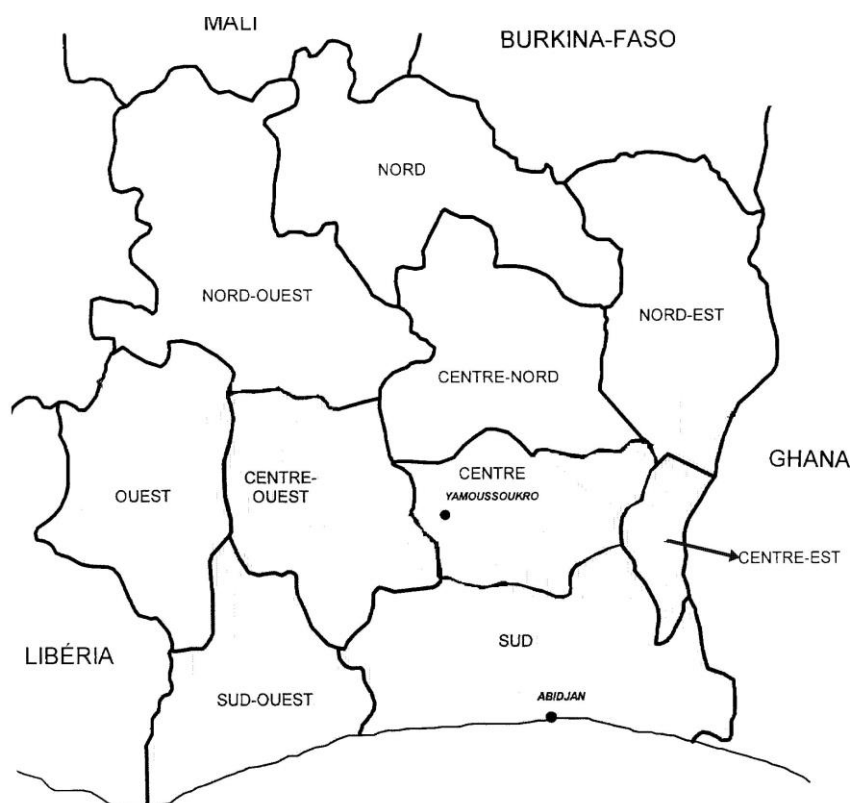 MALI
BURKINA-FASO
NORD
NORD-OUEST
NORD-EST
CENTRE-NORD
GHANA
OUEST
CENTRE-
OUEST
CENTRE
YAMOUSSOUKRO
CENTRE-EST
LIBÉRIA
SUD
SUD-OUEST
ABIDJAN